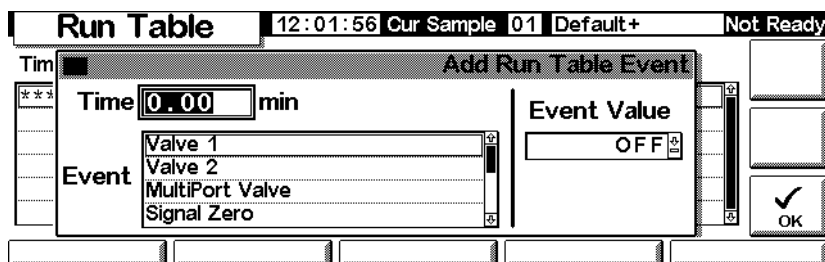 Run Table 12:01:56 Cur Sample 01 Default+ Not Ready
Tim Add Run Table Event
*** Time 0.00 min Event Value
OFF
Event Valve 1
Valve 2
MultiPort Valve
Signal Zero
OK